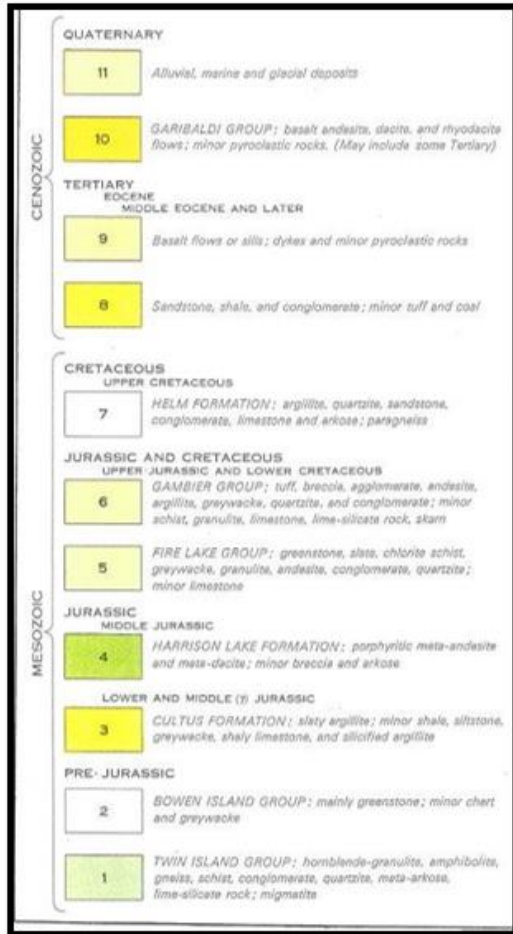 CENOZOIC
QUATERNARY
11
Alluvial, marine and glacial deposits
10
GARIBALDI GROUP: basalt andesite, dacite, and rhyodacite
flows; minor pyroclastic rocks. (May include some Tertiary)
TERTIARY
EOCENE
MIDDLE EOCENE AND LATER
9
Basalt flows or sills; dykes and minor pyroclastic rocks
8
Sandstone, shale, and conglomerate; minor tuff and coal
MESOZOIC
CRETACEOUS
UPPER CRETACEOUS
7
HELM FORMATION: argillite, quartzite, sandstone,
conglomerate, limestone and arkose; paragneiss
JURASSIC AND CRETACEOUS
UPPER JURASSIC AND LOWER CRETACEOUS
6
GAMBIER GROUP: tuff, breccia, agglomerate, andesite,
argillite, greywacke, quartzite, and conglomerate; minor
schist, granulite, limestone, lime-silicate rock, skarn
5
FIRE LAKE GROUP: greenstone, slate, chlorite schist,
greywacke, granulite, andesite, conglomerate, quartzite;
minor limestone
JURASSIC
MIDDLE JURASSIC
4
HARRISON LAKE FORMATION: porphyritic meta-andesite
and meta-dacite; minor breccia and arkose
LOWER AND MIDDLE (?) JURASSIC
3
CULTUS FORMATION: slaty argillite; minor shale, siltstone,
greywacke, shaly limestone, and silicified argillite
PRE-JURASSIC
2
BOWEN ISLAND GROUP: mainly greenstone; minor chert
and greywacke
1
TWIN ISLAND GROUP: hornblende-granulite, amphibolite,
gneiss, schist, conglomerate, quartzite, meta-arkose,
lime-silicate rock; migmatite